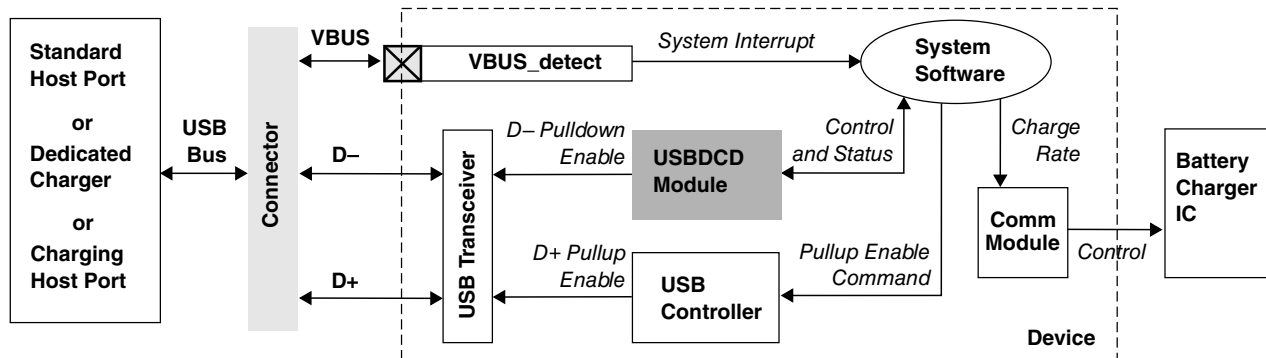 Standard
Host Port
or
Dedicated
Charger
or
Charging
Host Port
USB
Bus
Connector
VBUS
D–
D+
VBUS_detect
System Interrupt
System
Software
USB Transceiver
D– Pulldown
Enable
USBDCD
Module
Control
and Status
Charge
Rate
D+ Pullup
Enable
USB
Controller
Pullup Enable
Command
Comm
Module
Control
Battery
Charger
IC
Device